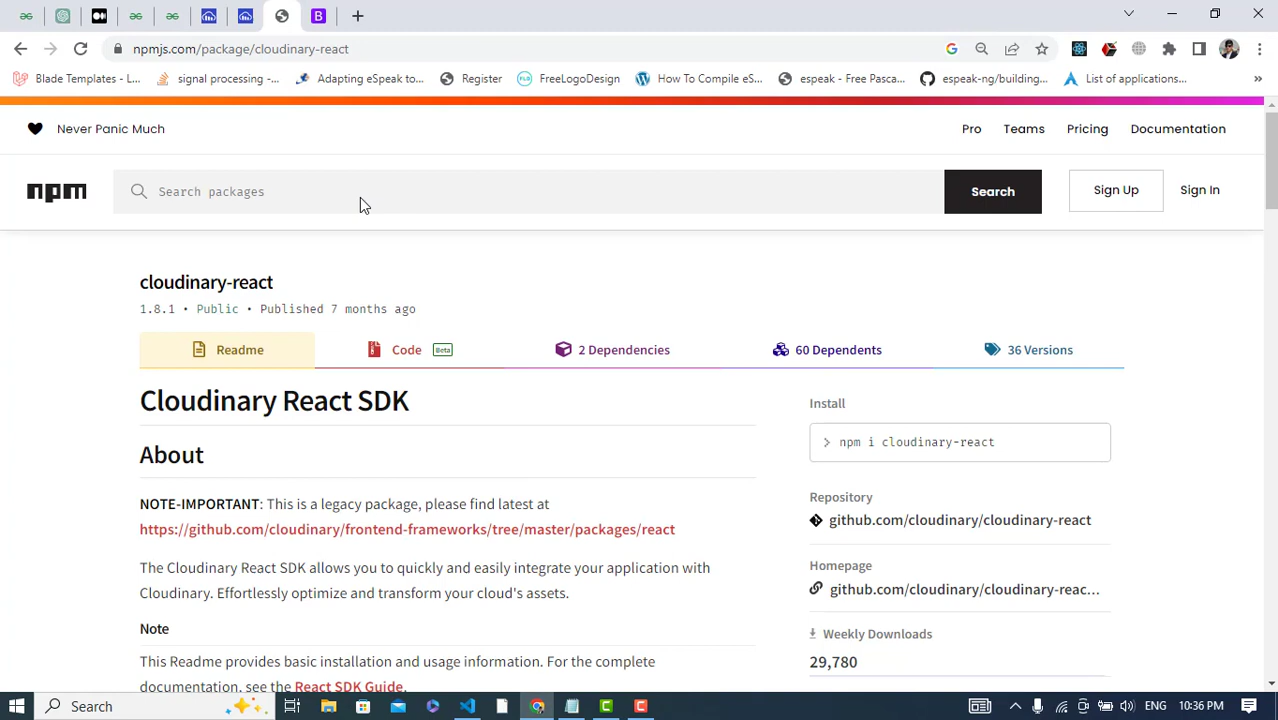 npmjs.com/package/cloudinary-react
Blade Templates - L...
signal processing -...
Adapting eSpeak to...
Register
FreeLogoDesign
How To Compile eS...
espeak - Free Pasca...
espeak-ng/building...
List of applications...
»
Never Panic Much
Pro
Teams
Pricing
Documentation
npm
Search packages
Search
Sign Up
Sign In
cloudinary-react
1.8.1 • Public • Published 7 months ago
Readme
Code Beta
2 Dependencies
60 Dependents
36 Versions
Cloudinary React SDK
About
NOTE-IMPORTANT: This is a legacy package, please find latest at
https://github.com/cloudinary/frontend-frameworks/tree/master/packages/react
The Cloudinary React SDK allows you to quickly and easily integrate your application with
Cloudinary. Effortlessly optimize and transform your cloud's assets.
Note
This Readme provides basic installation and usage information. For the complete
documentation, see the React SDK Guide.
Install
> npm i cloudinary-react
Repository
github.com/cloudinary/cloudinary-react
Homepage
github.com/cloudinary/cloudinary-reac...
Weekly Downloads
29,780
Search
ENG
10:36 PM